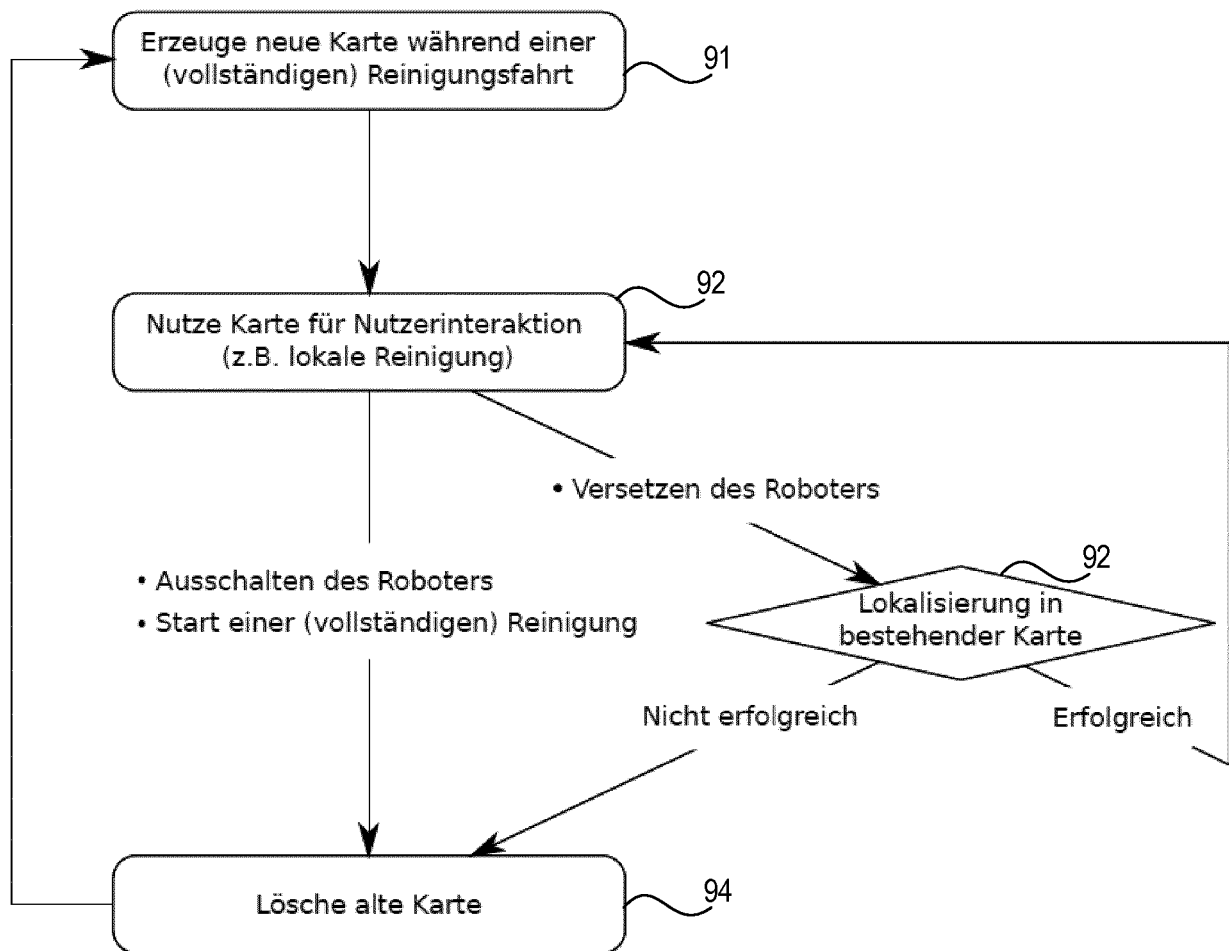 Erzeuge neue Karte während einer
(vollständigen) Reinigungsfahrt
91
92
Nutze Karte für Nutzerinteraktion
(z.B. lokale Reinigung)
• Versetzen des Roboters
92
• Ausschalten des Roboters
• Start einer (vollständigen) Reinigung
Lokalisierung in
bestehender Karte
Nicht erfolgreich
Erfolgreich
Lösche alte Karte
94